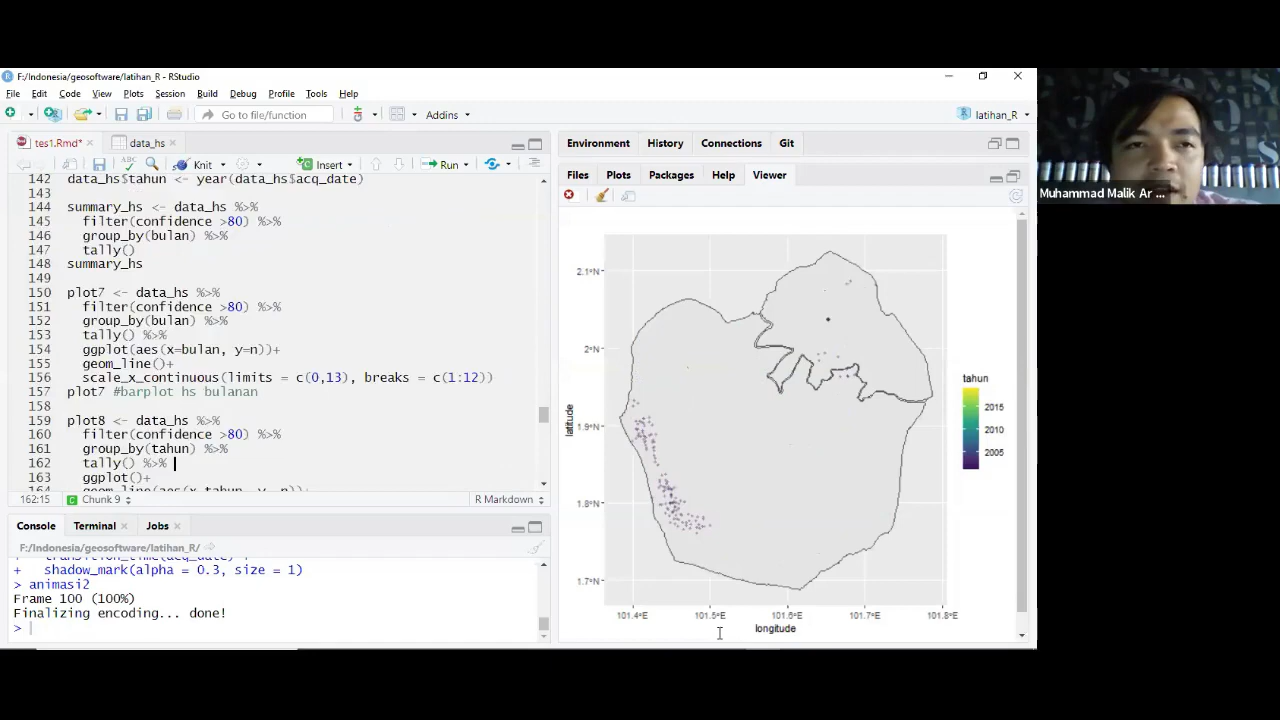 F:/Indonesia/geosoftware/latihan_R - RStudio
File Edit Code View Plots Session Build Debug Profile Tools Help
Go to file/function
Addins
latihan_R
tes1.Rmd*
data_hs
ABC
Knit
Insert
Run
142 data_hs$tahun <- year(data_hs$acq_date)
143
144 summary_hs <- data_hs %>%
145 filter(confidence >80) %>%
146 group_by(bulan) %>%
147 tally()
148 summary_hs
149
150 plot7 <- data_hs %>%
151 filter(confidence >80) %>%
152 group_by(bulan) %>%
153 tally() %>%
154 ggplot(aes(x=bulan, y=n))+
155 geom_line()+
156 scale_x_continuous(limits = c(0,13), breaks = c(1:12))
157 plot7 #barplot hs bulanan
158
159 plot8 <- data_hs %>%
160 filter(confidence >80) %>%
161 group_by(tahun) %>%
162 tally() %>%
163 ggplot()+
162:15
Chunk 9
R Markdown
Console Terminal Jobs
F:/Indonesia/geosoftware/latihan_R/
+ shadow_mark(alpha = 0.3, size = 1)
> animasi2
Frame 100 (100%)
Finalizing encoding... done!
>
Environment History Connections Git
Files Plots Packages Help Viewer
2.1°N
2°N
1.9°N
1.8°N
1.7°N
latitude
101.4°E 101.5°E 101.6°E 101.7°E 101.8°E
longitude
tahun
2015
2010
2005
Muhammad Malik Ar ...